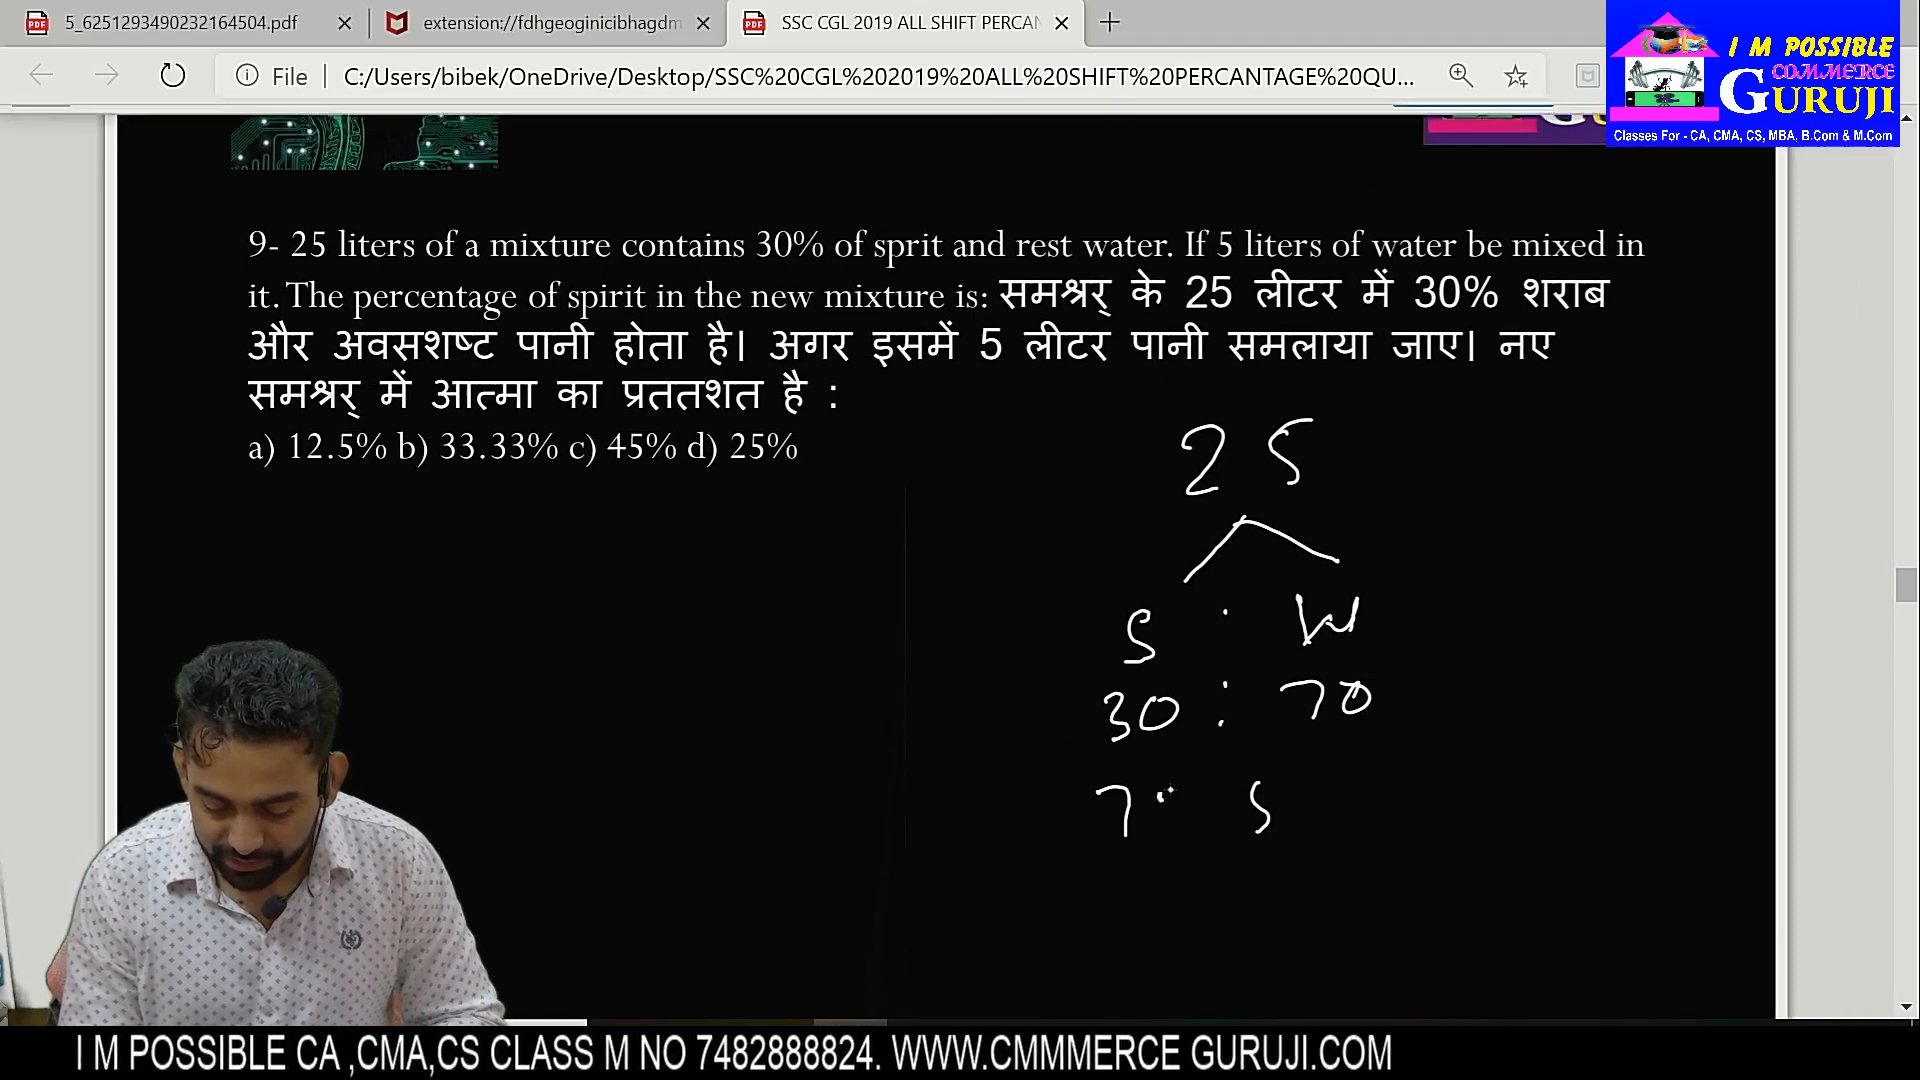 5_6251293490232164504.pdf
extension://fdhgeoginicibhagdm
SSC CGL 2019 ALL SHIFT PERCAN
File
C:/Users/bibek/OneDrive/Desktop/SSC%20CGL%202019%20ALL%20SHIFT%20PERCANTAGE%20QU...
I M POSSIBLE
COMMERCE
GURUJI
Classes For - CA, CMA, CS, MBA, B.Com & M.Com
9- 25 liters of a mixture contains 30% of sprit and rest water. If 5 liters of water be mixed in
it. The percentage of spirit in the new mixture is: समश्रर् के 25 लीटर में 30% शराब
और अवसशष्ट पानी होता है। अगर इसमें 5 लीटर पानी समलाया जाए। नए
समश्रर् में आत्मा का प्रततशत है :
a) 12.5% b) 33.33% c) 45% d) 25%
25
S : W
30 : 70
7. 5
I M POSSIBLE CA ,CMA,CS CLASS M NO 7482888824. WWW.CMMMERCE GURUJI.COM